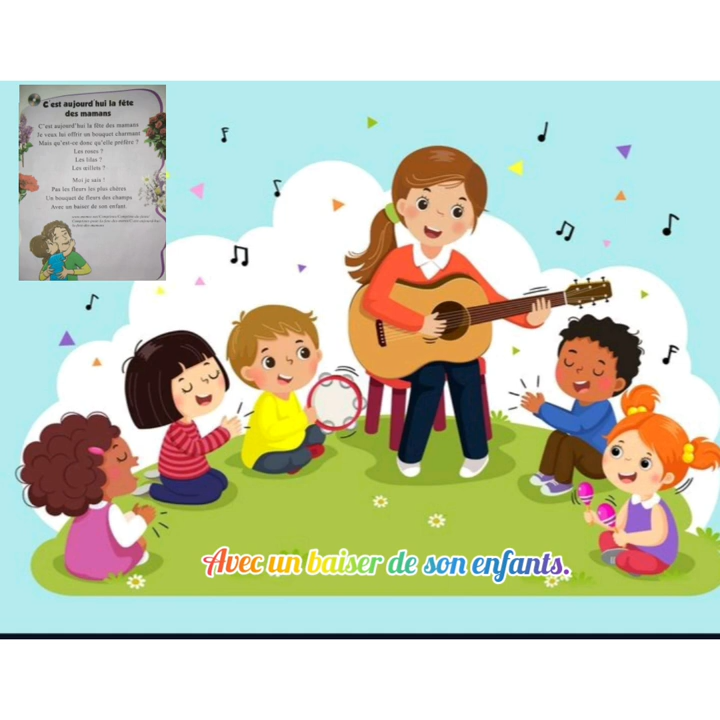 C'est aujourd'hui la fête
des mamans
C'est aujourd'hui la fête des mamans
Je veux lui offrir un bouquet charmant
Mais qu'est-ce donc qu'elle préfère ?
Les roses ?
Les lilas ?
Les œillets ?
Moi je sais !
Pas les fleurs les plus chères
Un bouquet de fleurs des champs
Avec un baiser de son enfant.
Avec un baiser de son enfants.